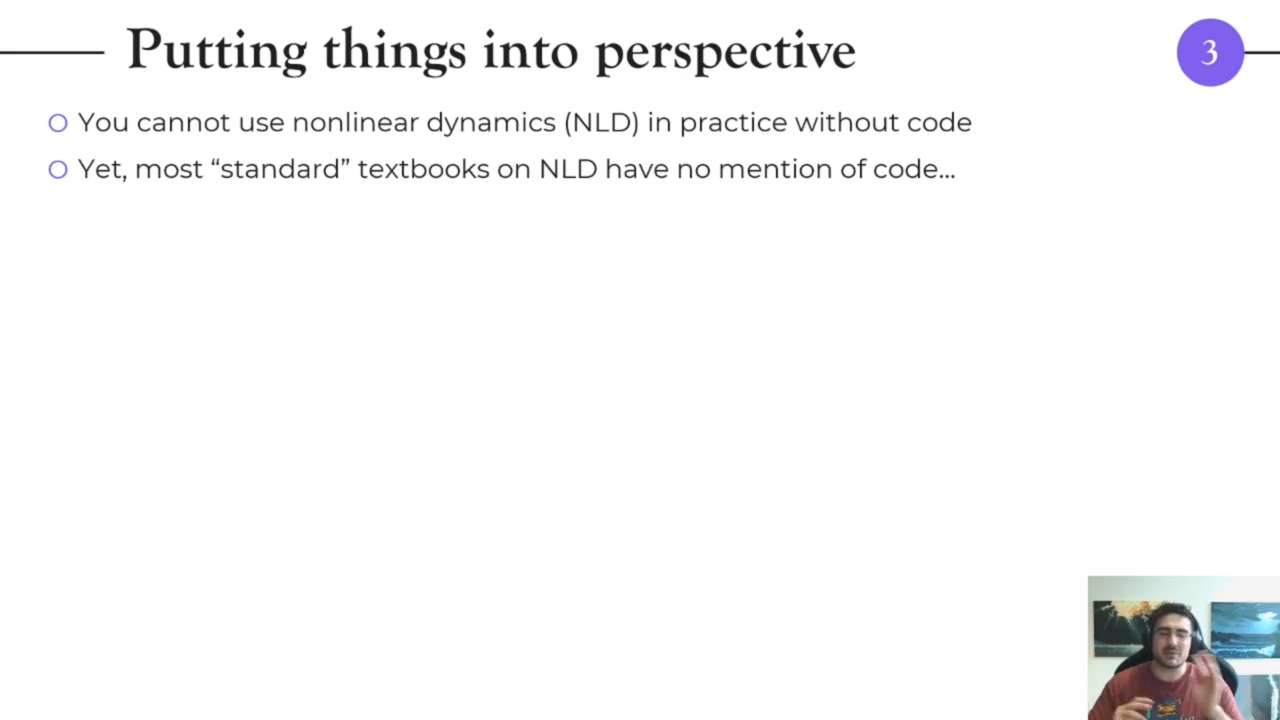 Putting things into perspective
3
You cannot use nonlinear dynamics (NLD) in practice without code
Yet, most “standard” textbooks on NLD have no mention of code...